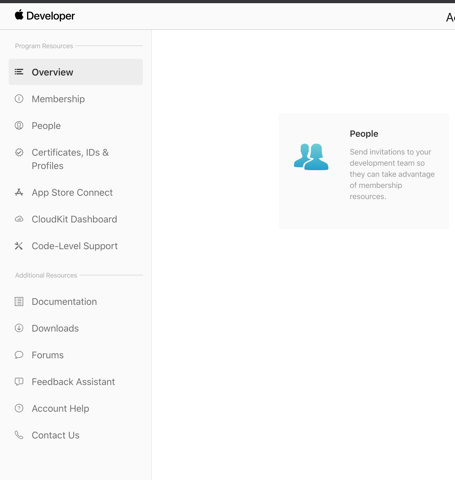 Developer
Ac
Program Resources
Overview
Membership
People
Certificates, IDs &
Profiles
App Store Connect
CloudKit Dashboard
Code-Level Support
Additional Resources
Documentation
Downloads
Forums
Feedback Assistant
Account Help
Contact Us
People
Send invitations to your
development team so
they can take advantage
of membership
resources.